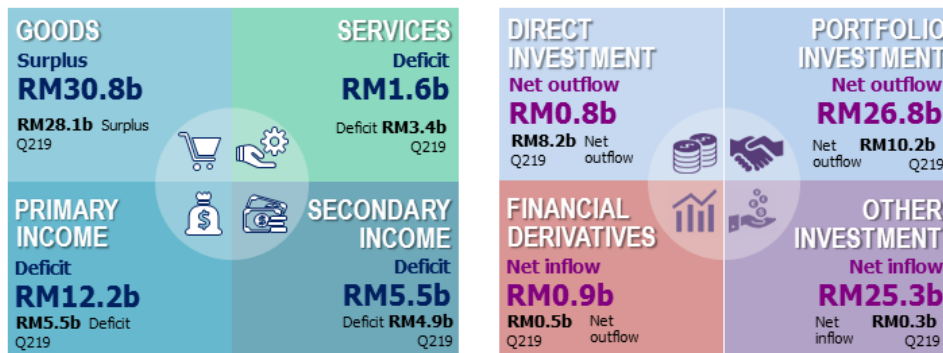 GOODS
Surplus
RM30.8b
RM28.1b Surplus
Q219
SERVICES
Deficit
RM1.6b
Deficit RM3.4b
Q219
PRIMARY
INCOME
Deficit
RM12.2b
RM5.5b Deficit
Q219
SECONDARY
INCOME
Deficit
RM5.5b
Deficit RM4.9b
Q219
DIRECT
INVESTMENT
Net outflow
RM0.8b
RM8.2b Net
Q219 outflow
PORTFOLIO
INVESTMENT
Net outflow
RM26.8b
Net RM10.2b
outflow Q219
FINANCIAL
DERIVATIVES
Net inflow
RM0.9b
RM0.5b Net
Q219 outflow
OTHER
INVESTMENT
Net inflow
RM25.3b
Net RM0.3b
inflow Q219